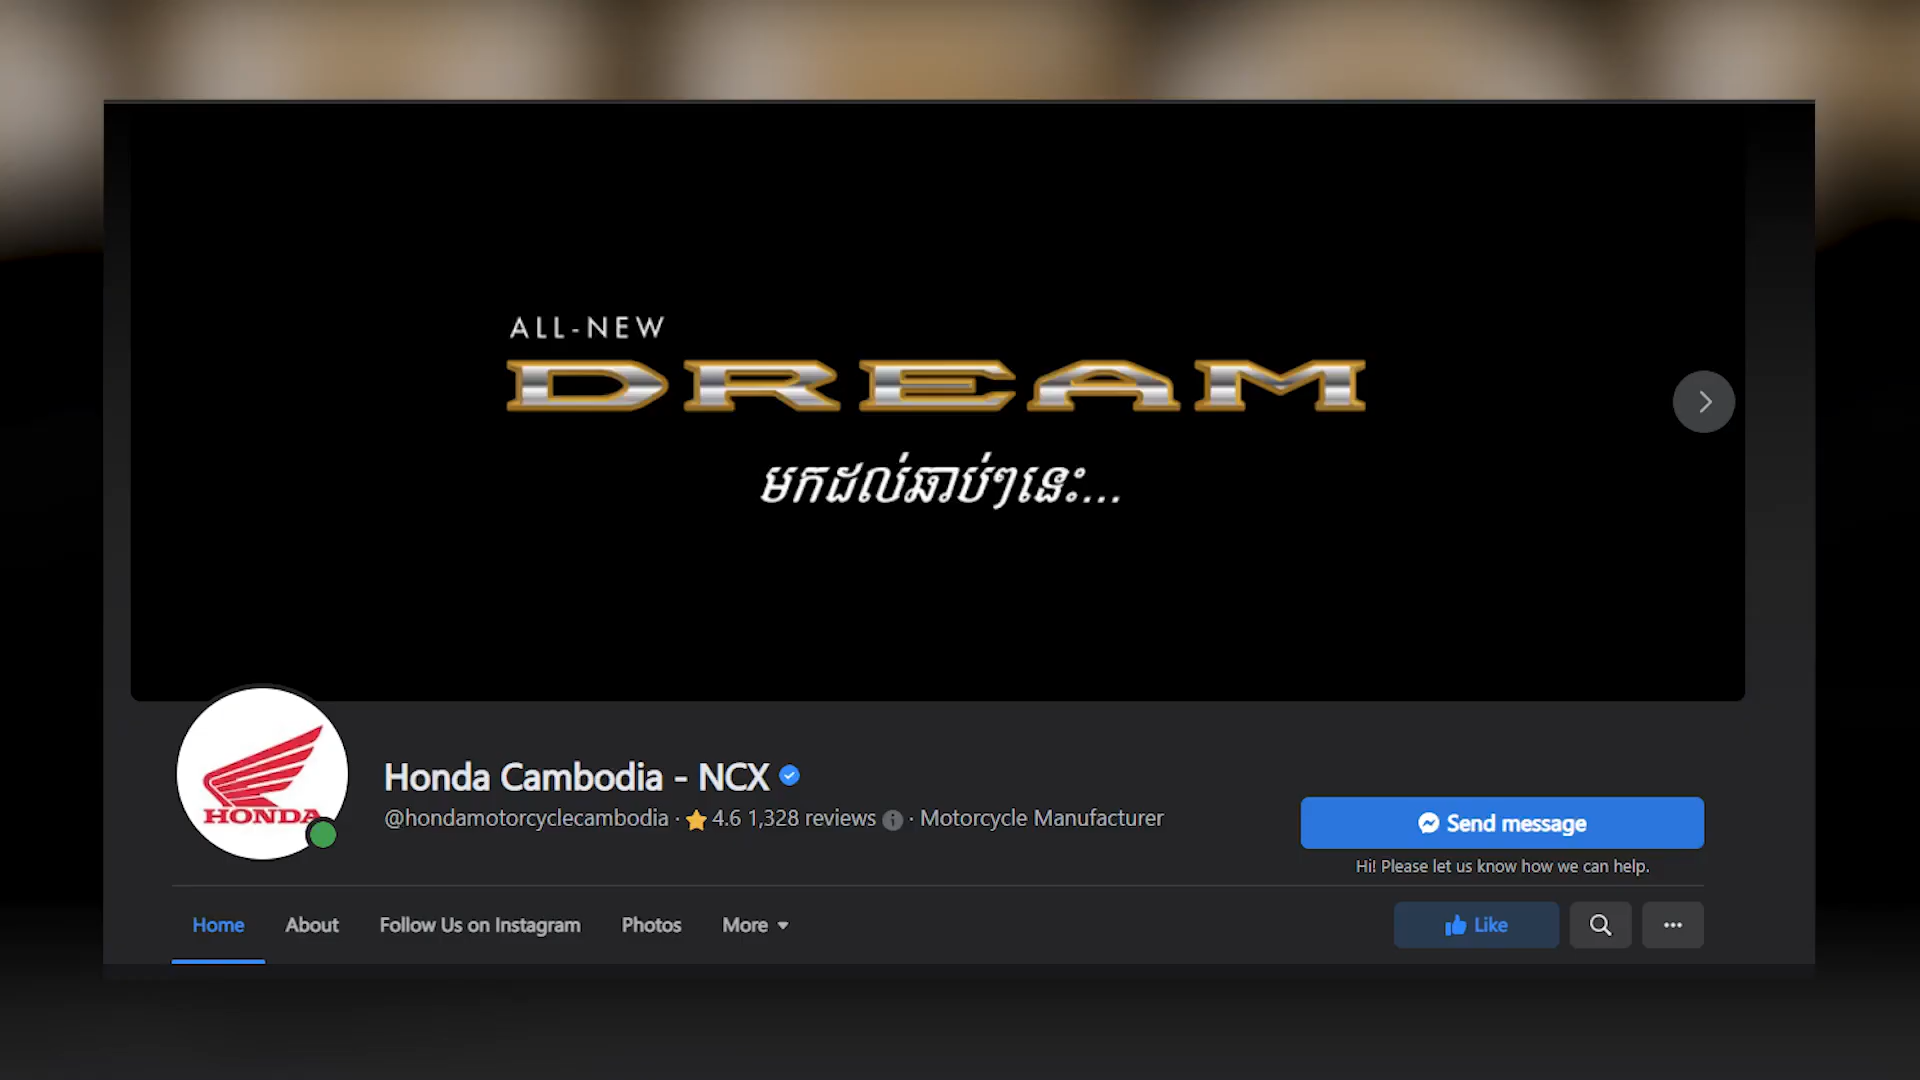 ALL-NEW
DREAM
មកដល់ឆាប់ៗនេះ...
HONDA
Honda Cambodia - NCX
@hondamotorcyclecambodia · 4.6 1,328 reviews · Motorcycle Manufacturer
Send message
Hi! Please let us know how we can help.
Home About Follow Us on Instagram Photos More Like